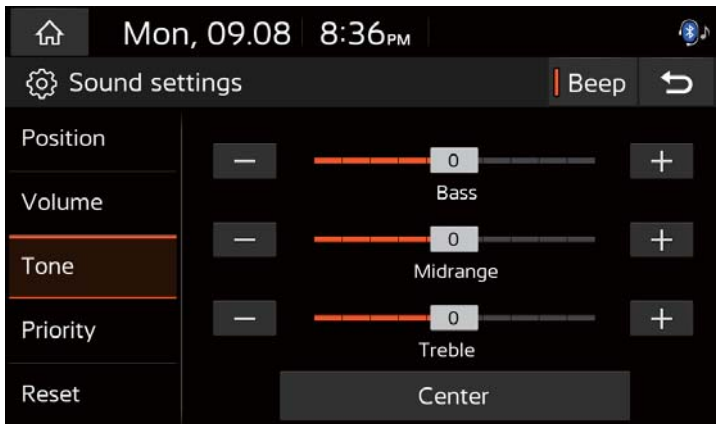 Mon, 09.08 8:36PM
Sound settings Beep
Position
Volume
Tone
Priority
Reset
− 0 +
Bass
− 0 +
Midrange
− 0 +
Treble
Center